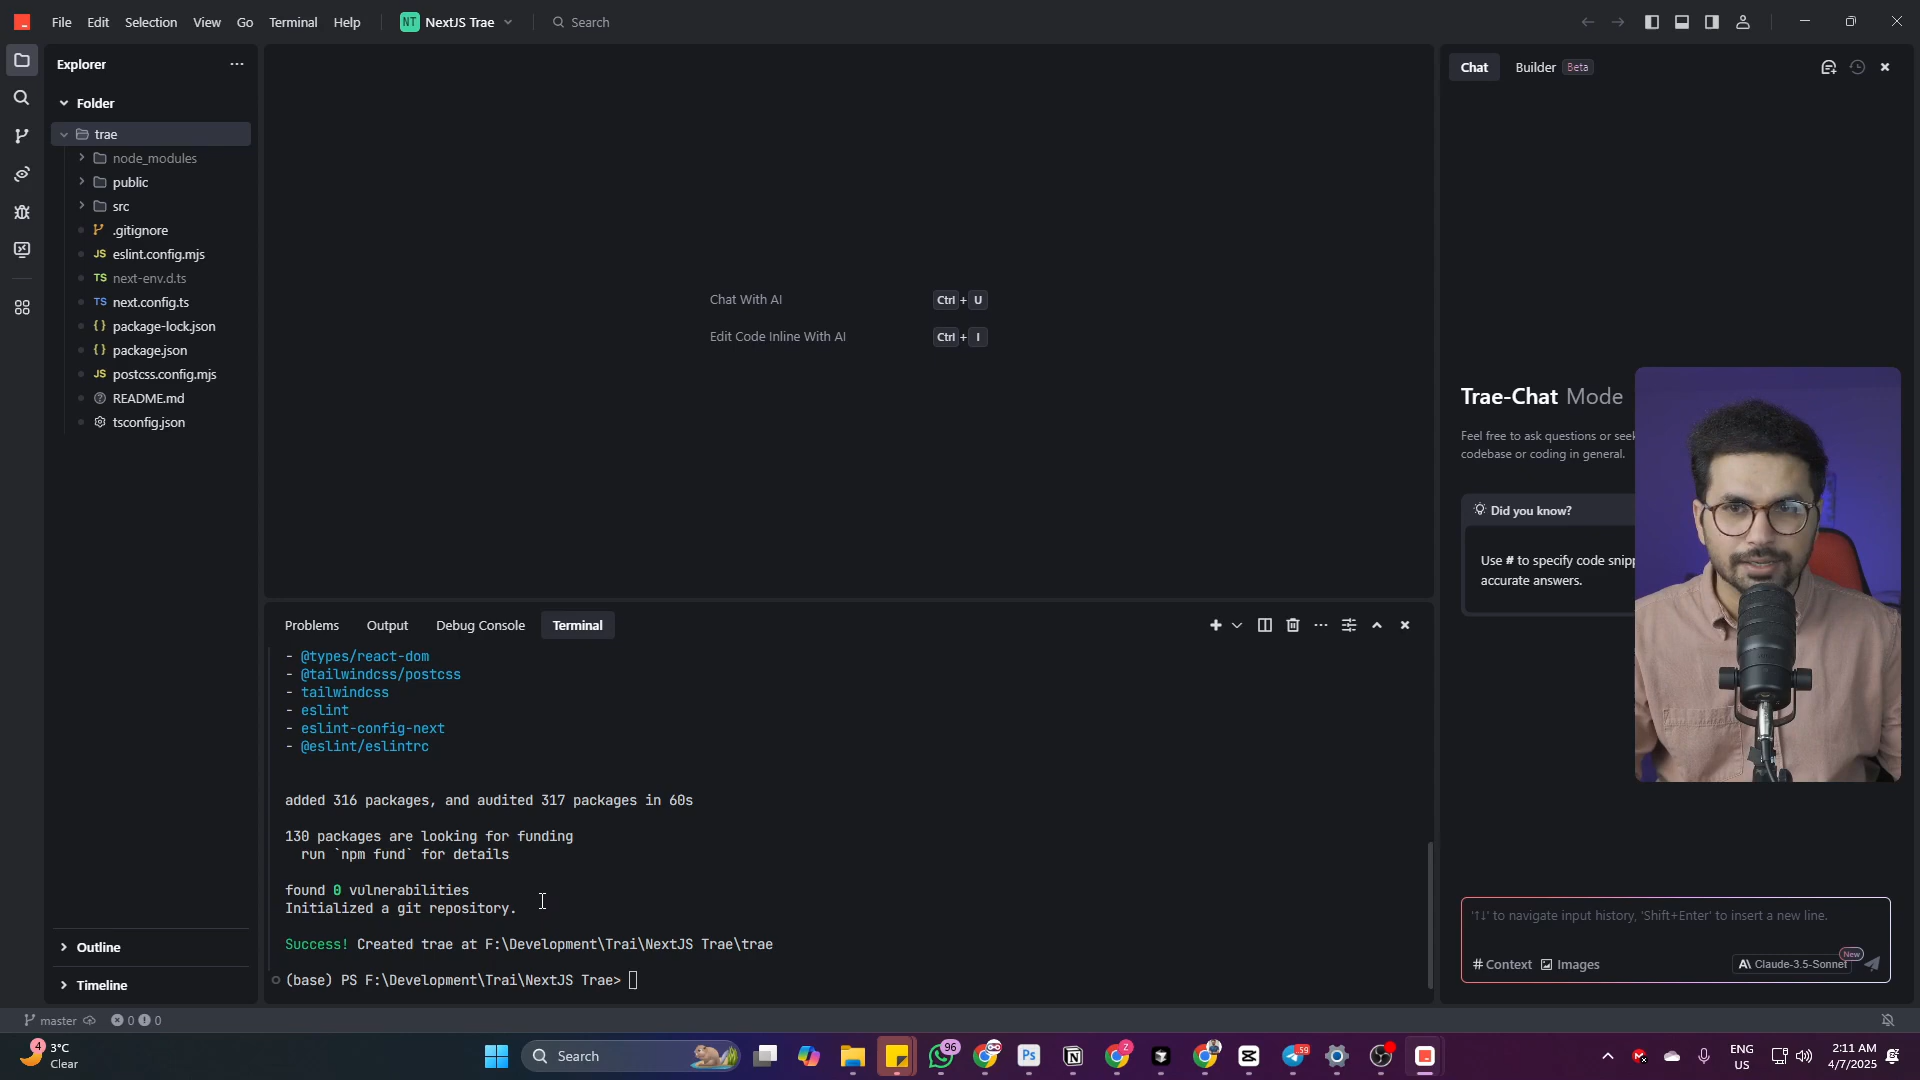 File Edit Selection View Go Terminal Help NT NextJS Trae Search
Explorer
Folder
trae
node_modules
public
src
.gitignore
JS eslint.config.mjs
TS next-env.d.ts
TS next.config.ts
{ } package-lock.json
{ } package.json
JS postcss.config.mjs
README.md
tsconfig.json
Outline
Timeline
Chat With AI Ctrl + U
Edit Code Inline With AI Ctrl + I
Problems Output Debug Console Terminal
- @types/react-dom
- @tailwindcss/postcss
- tailwindcss
- eslint
- eslint-config-next
- @eslint/eslintrc
added 316 packages, and audited 317 packages in 60s
130 packages are looking for funding
run `npm fund` for details
found 0 vulnerabilities
Initialized a git repository.
Success! Created trae at F:\Development\Trai\NextJS Trae\trae
(base) PS F:\Development\Trai\NextJS Trae>
Chat Builder Beta
Trae-Chat Mode
Feel free to ask questions or seek
codebase or coding in general.
Did you know?
Use # to specify code snipp
accurate answers.
'↑↓' to navigate input history, 'Shift+Enter' to insert a new line.
# Context Images A\ Claude-3.5-Sonnet New
master 0 0
4 3°C
Clear
Search
96
Ps
2
59
ENG
US
2:11 AM
4/7/2025